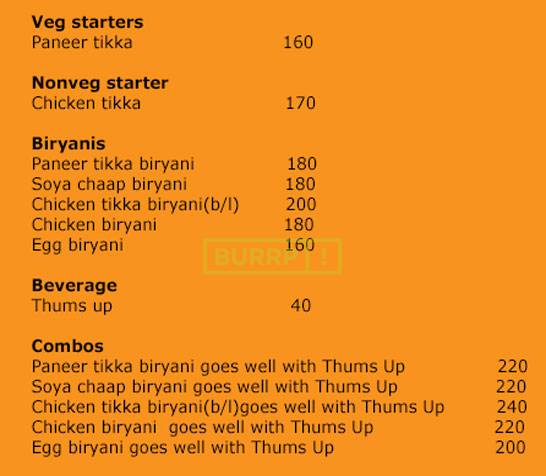 Veg starters
Paneer tikka 160
Nonveg starter
Chicken tikka 170
Biryanis
Paneer tikka biryani 180
Soya chaap biryani 180
Chicken tikka biryani(b/l) 200
Chicken biryani 180
Egg biryani 160
BURRP!
Beverage
Thums up 40
Combos
Paneer tikka biryani goes well with Thums Up 220
Soya chaap biryani goes well with Thums Up 220
Chicken tikka biryani(b/l)goes well with Thums Up 240
Chicken biryani goes well with Thums Up 220
Egg biryani goes well with Thums Up 200